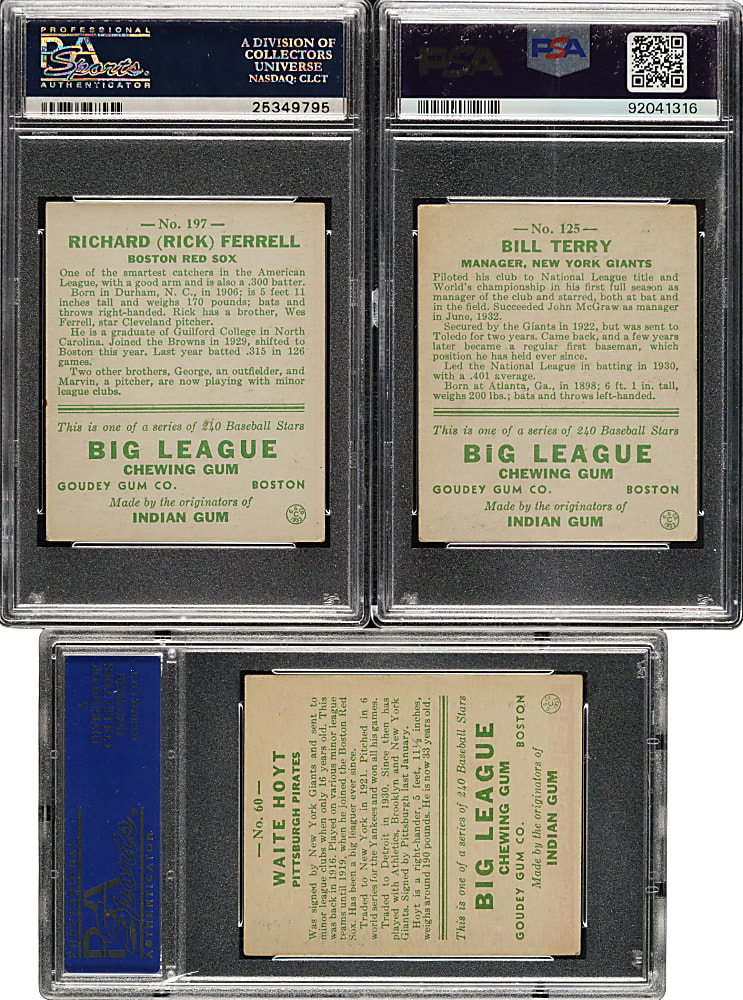 PROFESSIONAL
PSA
Sports.
AUTHENTICATOR
A DIVISION OF
COLLECTORS
UNIVERSE
NASDAQ: CLCT
25349795
— No. 197 —
RICHARD (RICK) FERRELL
BOSTON RED SOX
One of the smartest catchers in the American
League, with a good arm and is also a .300 batter.
Born in Durham, N. C., in 1906; is 5 feet 11
inches tall and weighs 170 pounds; bats and
throws right-handed. Rick has a brother, Wes
Ferrell, star Cleveland pitcher.
He is a graduate of Guilford College in North
Carolina. Joined the Browns in 1929, shifted to
Boston this year. Last year batted .315 in 126
games.
Two other brothers, George, an outfielder, and
Marvin, a pitcher, are now playing with minor
league clubs.
This is one of a series of 240 Baseball Stars
BIG LEAGUE
CHEWING GUM
GOUDEY GUM CO. BOSTON
Made by the originators of
INDIAN GUM
PSA
PSA
92041316
— No. 125 —
BILL TERRY
MANAGER, NEW YORK GIANTS
Piloted his club to National League title and
World's championship in his first full season as
manager of the club and starred, both at bat and
in the field. Succeeded John McGraw as manager
in June, 1932.
Secured by the Giants in 1922, but was sent to
Toledo for two years. Came back, and a few years
later became a regular first baseman, which
position he has held ever since.
Led the National League in batting in 1930,
with a .401 average.
Born at Atlanta, Ga., in 1898; 6 ft. 1 in. tall,
weighs 200 lbs.; bats and throws left-handed.
This is one of a series of 240 Baseball Stars
BIG LEAGUE
CHEWING GUM
GOUDEY GUM CO. BOSTON
Made by the originators of
INDIAN GUM
PROFESSIONAL
PSA
Sports.
AUTHENTICATOR
A
DIVISION OF
COLLECTORS
UNIVERSE
— No. 60 —
WAITE HOYT
PITTSBURGH PIRATES
Was signed by New York Giants and sent to
minor league clubs when only 16 years old. This
was back in 1916. Played on various minor league
teams until 1919, when he joined the Boston Red
Sox. Has been a big leaguer ever since.
Traded to New York in 1921. Pitched in 6
world series for the Yankees and won all his games.
Traded to Detroit in 1930. Since then has
played with Athletics, Brooklyn and New York
Giants. Signed by Pittsburgh last January.
Hoyt is a right-hander, 5 feet, 11½ inches,
weighs around 190 pounds. He is now 33 years old.
This is one of a series of 240 Baseball Stars
BIG LEAGUE
CHEWING GUM
GOUDEY GUM CO. BOSTON
Made by the originators of
INDIAN GUM